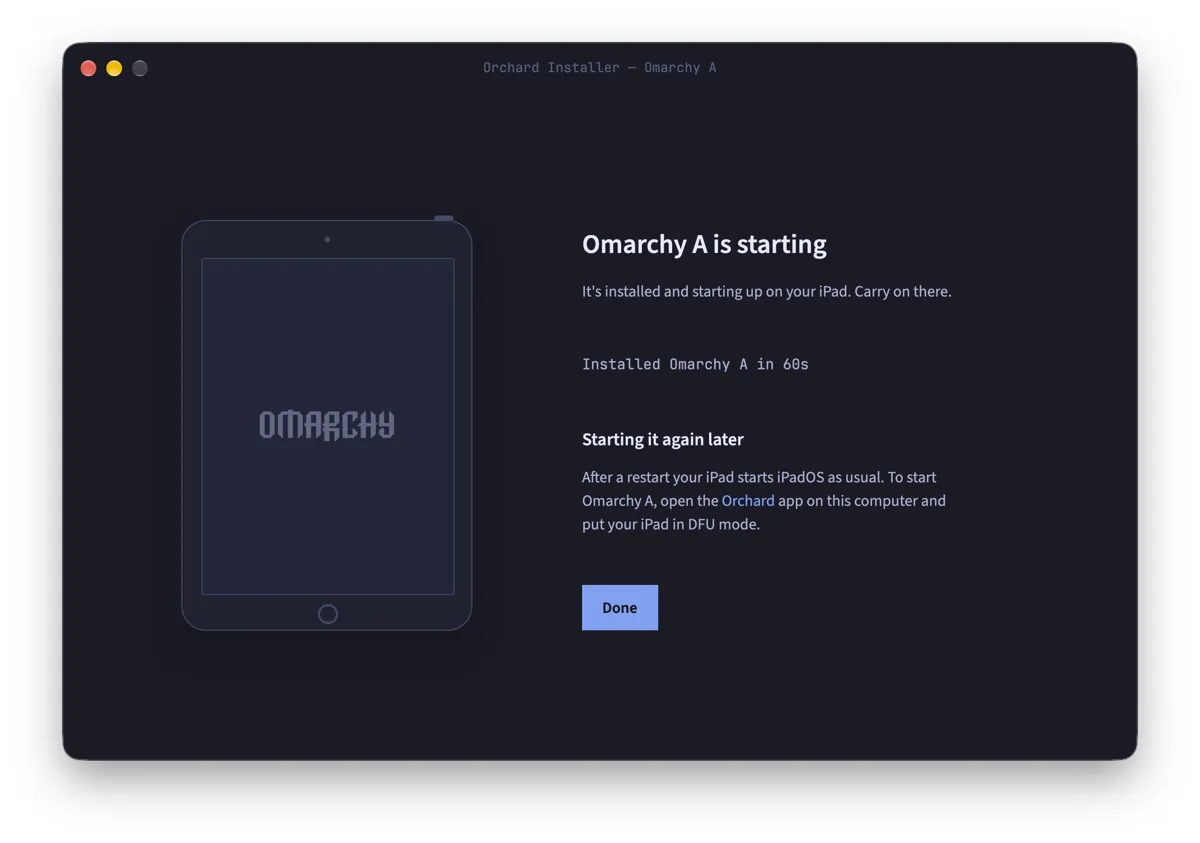 Orchard Installer — Omarchy A
OMARCHY
Omarchy A is starting
It's installed and starting up on your iPad. Carry on there.
Installed Omarchy A in 60s
Starting it again later
After a restart your iPad starts iPadOS as usual. To start
Omarchy A, open the Orchard app on this computer and
put your iPad in DFU mode.
Done